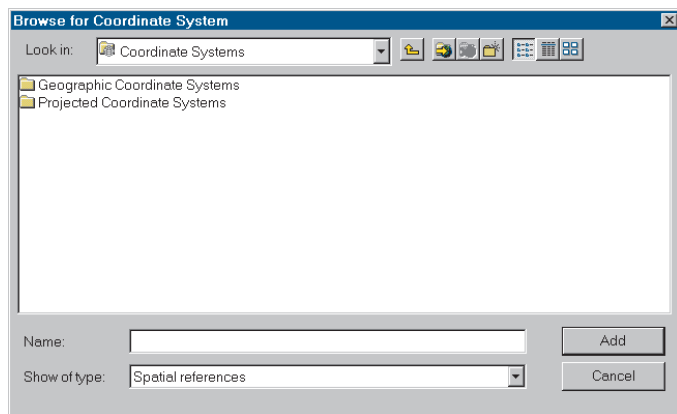 Browse for Coordinate System
Look in: Coordinate Systems
Geographic Coordinate Systems
Projected Coordinate Systems
Name:
Add
Show of type: Spatial references
Cancel